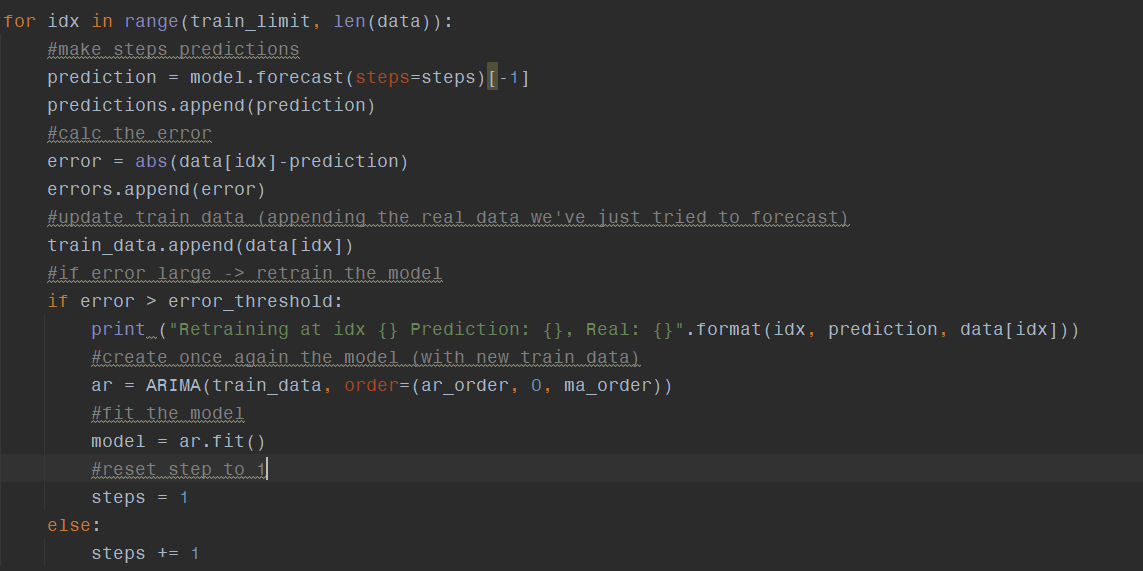 for idx in range(train_limit, len(data)):
    #make steps predictions
    prediction = model.forecast(steps=steps)[-1]
    predictions.append(prediction)
    #calc the error
    error = abs(data[idx]-prediction)
    errors.append(error)
    #update train data (appending the real data we've just tried to forecast)
    train_data.append(data[idx])
    #if error large -> retrain the model
    if error > error_threshold:
        print ("Retraining at idx {} Prediction: {}, Real: {}".format(idx, prediction, data[idx]))
        #create once again the model (with new train data)
        ar = ARIMA(train_data, order=(ar_order, 0, ma_order))
        #fit the model
        model = ar.fit()
        #reset step to 1
        steps = 1
    else:
        steps += 1